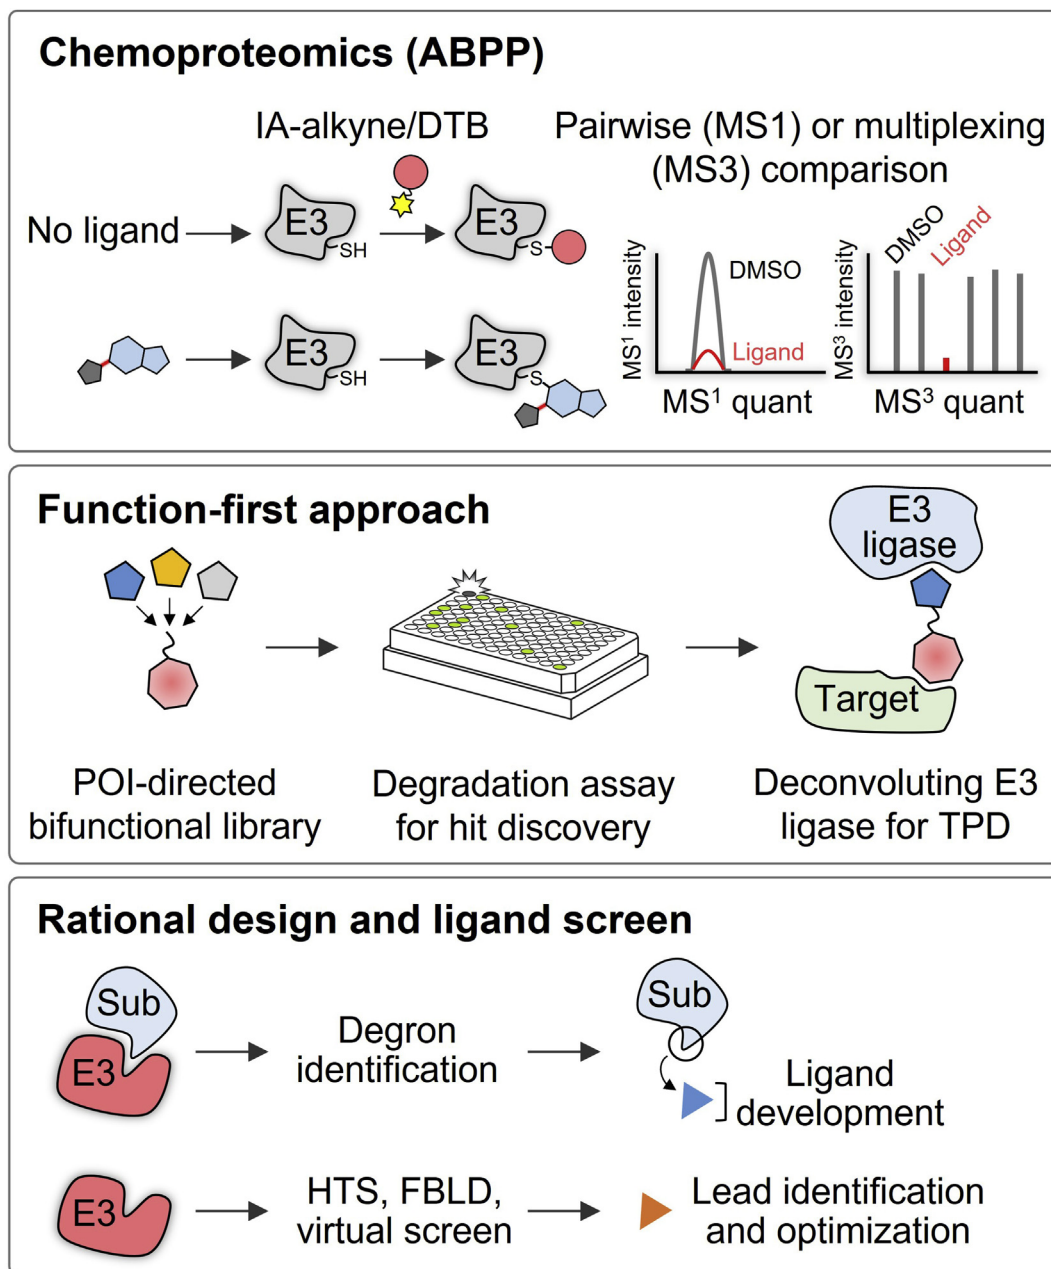 Chemoproteomics (ABPP)
IA-alkyne/DTB
Pairwise (MS1) or multiplexing
(MS3) comparison
No ligand
E3
SH
E3
S
E3
SH
E3
S
MS¹ intensity
DMSO
Ligand
MS¹ quant
MS³ intensity
DMSO
Ligand
MS³ quant
Function-first approach
POI-directed
bifunctional library
Degradation assay
for hit discovery
E3
ligase
Target
Deconvoluting E3
ligase for TPD
Rational design and ligand screen
Sub
E3
Degron
identification
Sub
Ligand
development
E3
HTS, FBLD,
virtual screen
Lead identification
and optimization